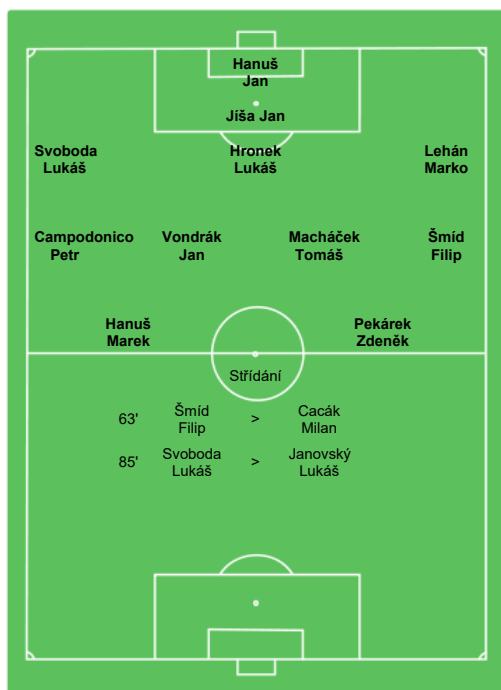 Hanuš
Jan
Jíša Jan
Svoboda Hronek Lehán
Lukáš Lukáš Marko
Campodonico Vondrák Macháček Šmíd
Petr Jan Tomáš Filip
Hanuš Pekárek
Marek Zdeněk
Střídání
63' Šmíd Filip > Cacák Milan
85' Svoboda Lukáš > Janovský Lukáš